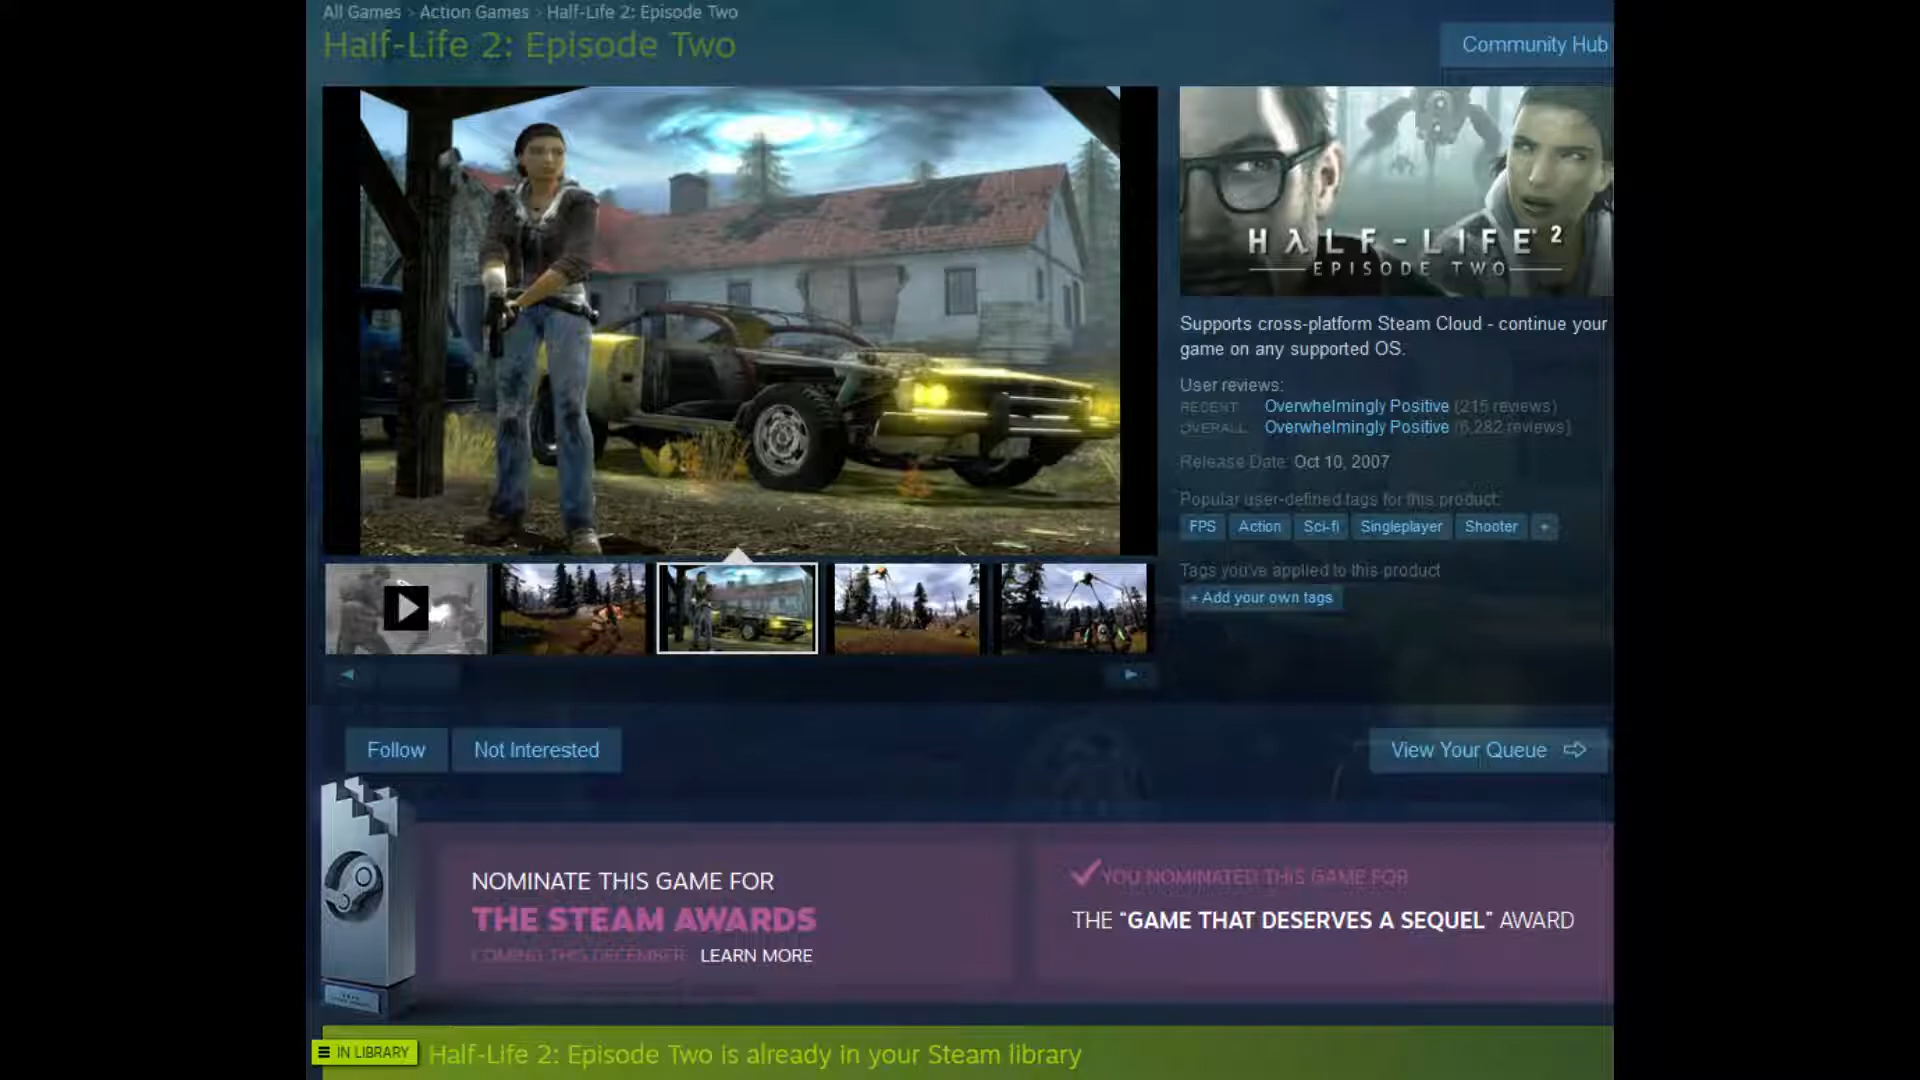 All Games > Action Games > Half-Life 2: Episode Two
Half-Life 2: Episode Two
Community Hub
HALF-LIFE 2
EPISODE TWO
Supports cross-platform Steam Cloud - continue your
game on any supported OS.
User reviews:
RECENT: Overwhelmingly Positive (215 reviews)
OVERALL: Overwhelmingly Positive (6,282 reviews)
Release Date: Oct 10, 2007
Popular user-defined tags for this product:
FPS Action Sci-fi Singleplayer Shooter +
Tags you've applied to this product
+ Add your own tags
Follow Not Interested View Your Queue
NOMINATE THIS GAME FOR
THE STEAM AWARDS
COMING THIS DECEMBER LEARN MORE
YOU NOMINATED THIS GAME FOR
THE "GAME THAT DESERVES A SEQUEL" AWARD
IN LIBRARY Half-Life 2: Episode Two is already in your Steam library